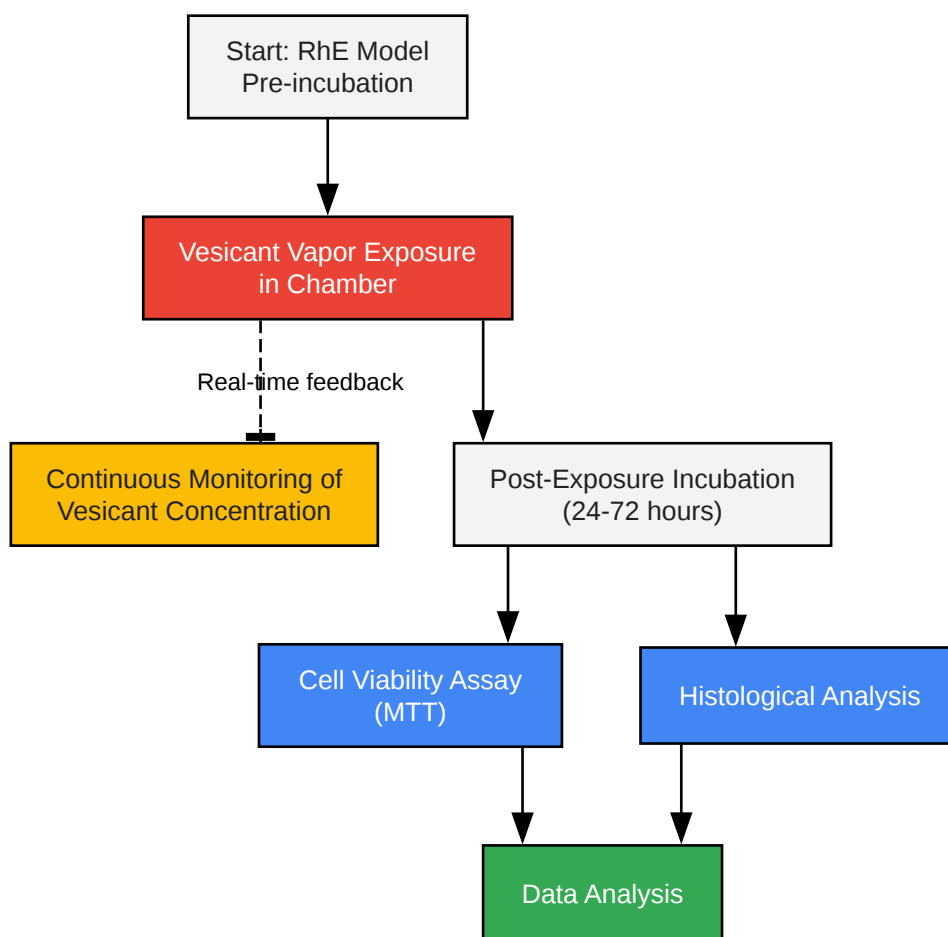 Start: RhE Model
Pre-incubation
Vesicant Vapor Exposure
in Chamber
Real-time feedback
Continuous Monitoring of
Vesicant Concentration
Post-Exposure Incubation
(24-72 hours)
Cell Viability Assay
(MTT)
Histological Analysis
Data Analysis